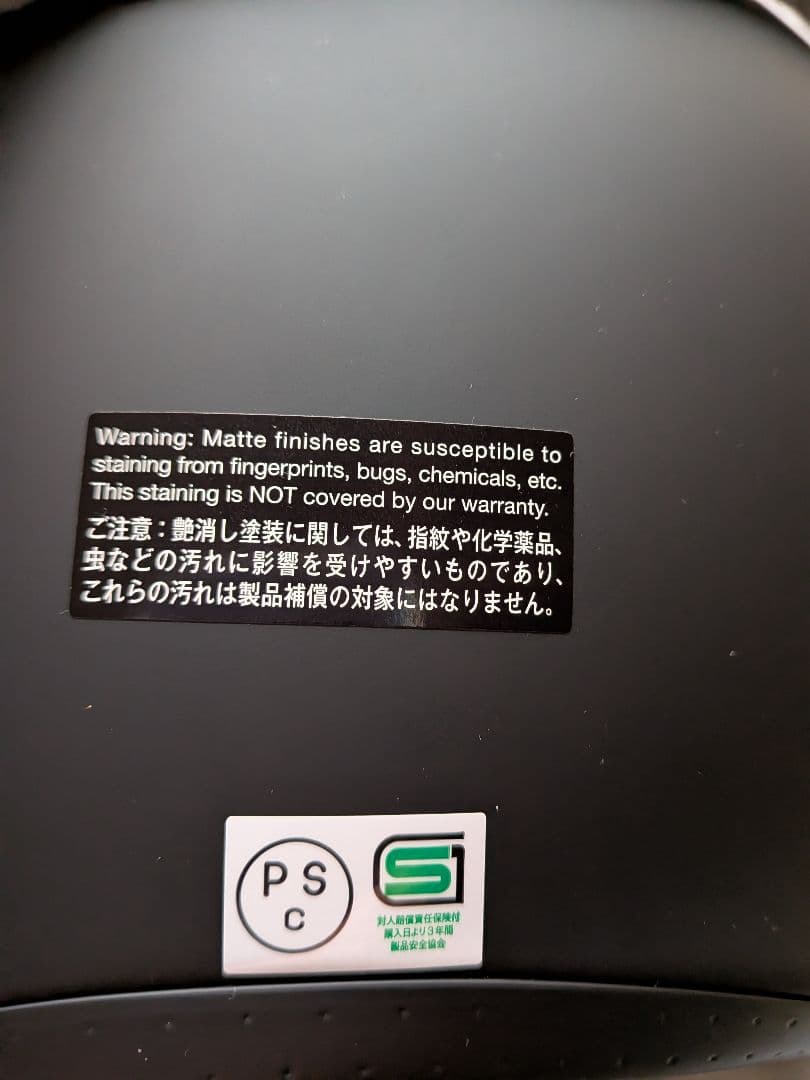 Warning: Matte finishes are susceptible to
staining from fingerprints, bugs, chemicals, etc.
This staining is NOT covered by our warranty.
ご注意：艶消し塗装に関しては、指紋や化学薬品、
虫などの汚れに影響を受けやすいものであり、
これらの汚れは製品補償の対象にはなりません。
PS
C
SG
対人賠償責任保険付
購入日より3年間
製品安全協会